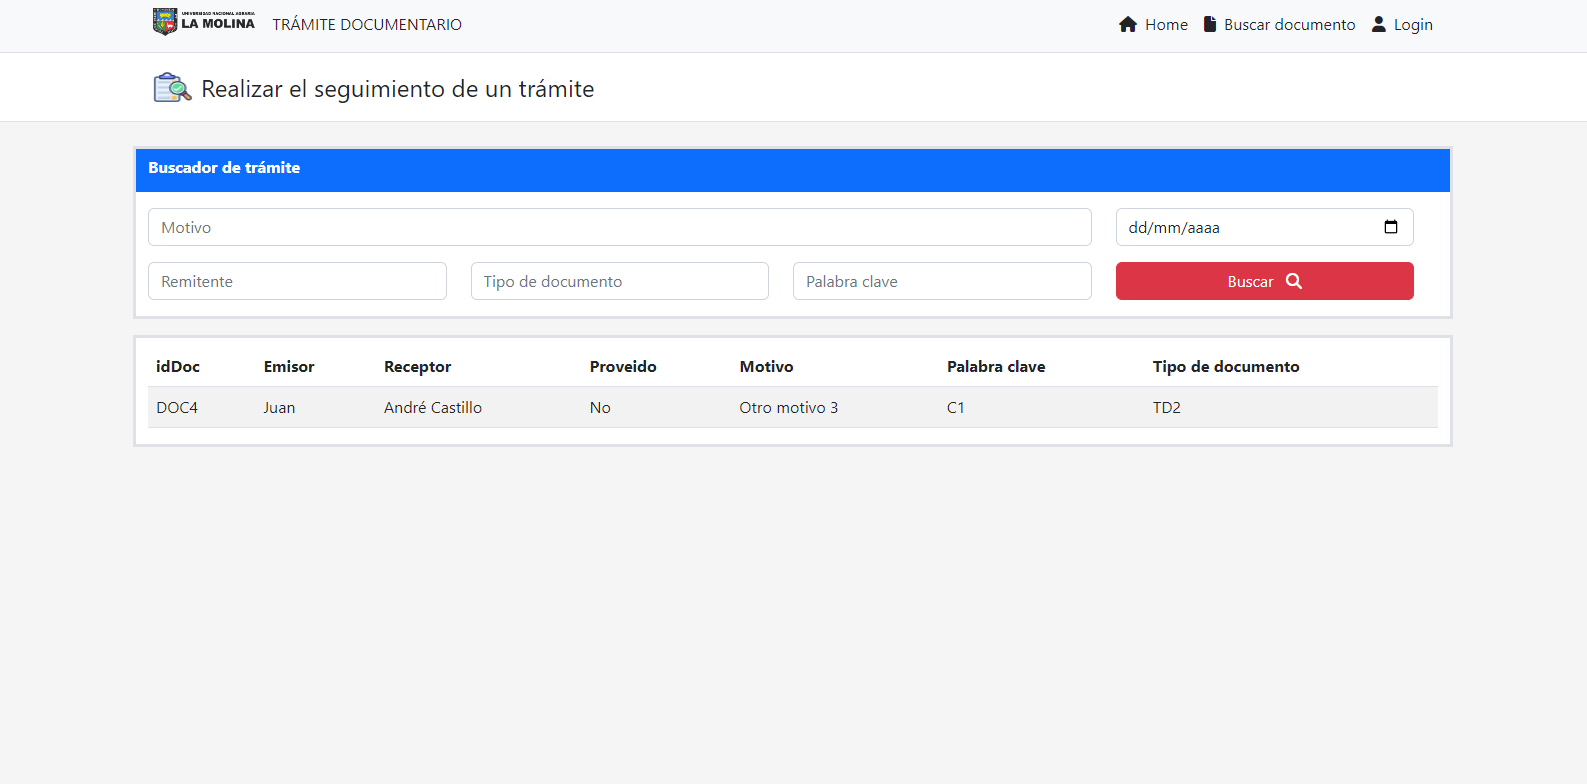 UNIVERSIDAD NACIONAL AGRARIA
LA MOLINA
TRÁMITE DOCUMENTARIO
Home
Buscar documento
Login
Realizar el seguimiento de un trámite
Buscador de trámite
Motivo
dd/mm/aaaa
Remitente
Tipo de documento
Palabra clave
Buscar
idDoc Emisor Receptor Proveido Motivo Palabra clave Tipo de documento
DOC4 Juan André Castillo No Otro motivo 3 C1 TD2